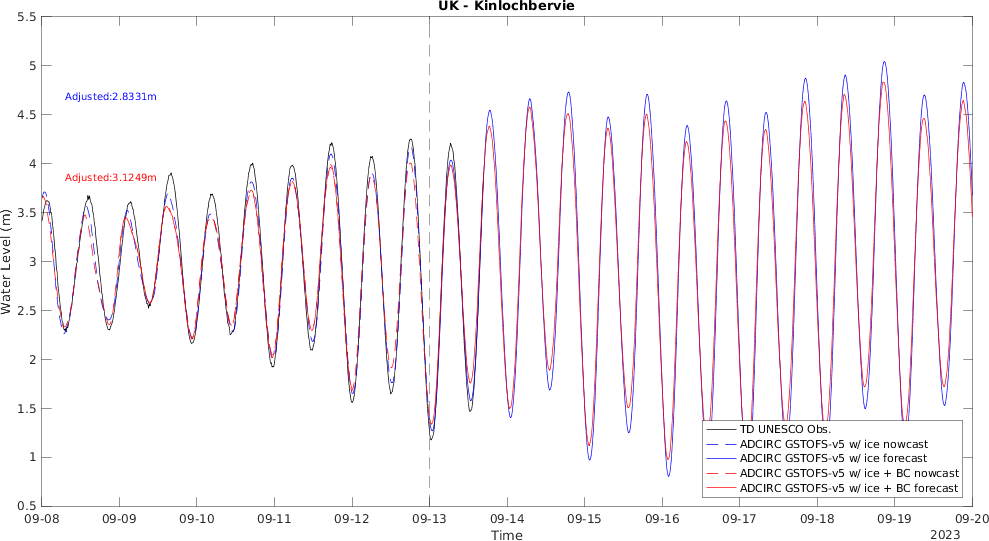 UK - Kinlochbervie
5.5
5
4.5
4
3.5
3
2.5
2
1.5
1
0.5
Water Level (m)
Adjusted:2.8331m
Adjusted:3.1249m
TD UNESCO Obs.
ADCIRC GSTOFS-v5 w/ ice nowcast
ADCIRC GSTOFS-v5 w/ ice forecast
ADCIRC GSTOFS-v5 w/ ice + BC nowcast
ADCIRC GSTOFS-v5 w/ ice + BC forecast
09-08 09-09 09-10 09-11 09-12 09-13 09-14 09-15 09-16 09-17 09-18 09-19 09-20
Time
2023